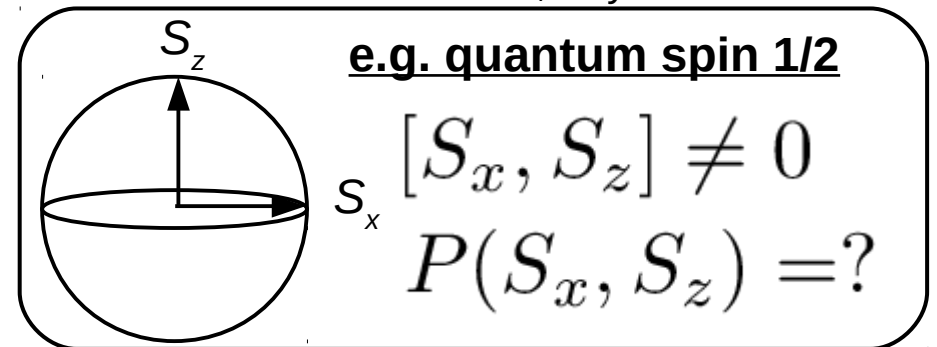 S_z
e.g. quantum spin 1/2
[S_x, S_z] ≠ 0
S_x
P(S_x, S_z) =?